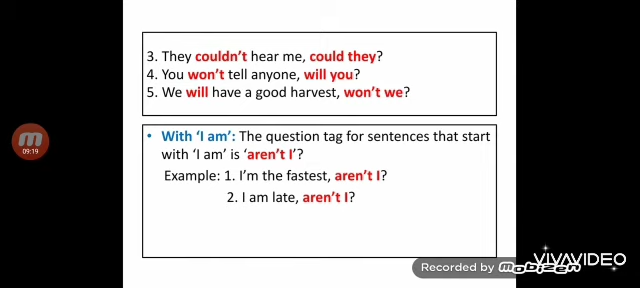 3. They couldn't hear me, could they?
4. You won't tell anyone, will you?
5. We will have a good harvest, won't we?
• With ‘I am’: The question tag for sentences that start
with ‘I am’ is ‘aren’t I’?
Example: 1. I’m the fastest, aren’t I?
2. I am late, aren’t I?
09:19
VIVAVIDEO
Recorded by mobizen